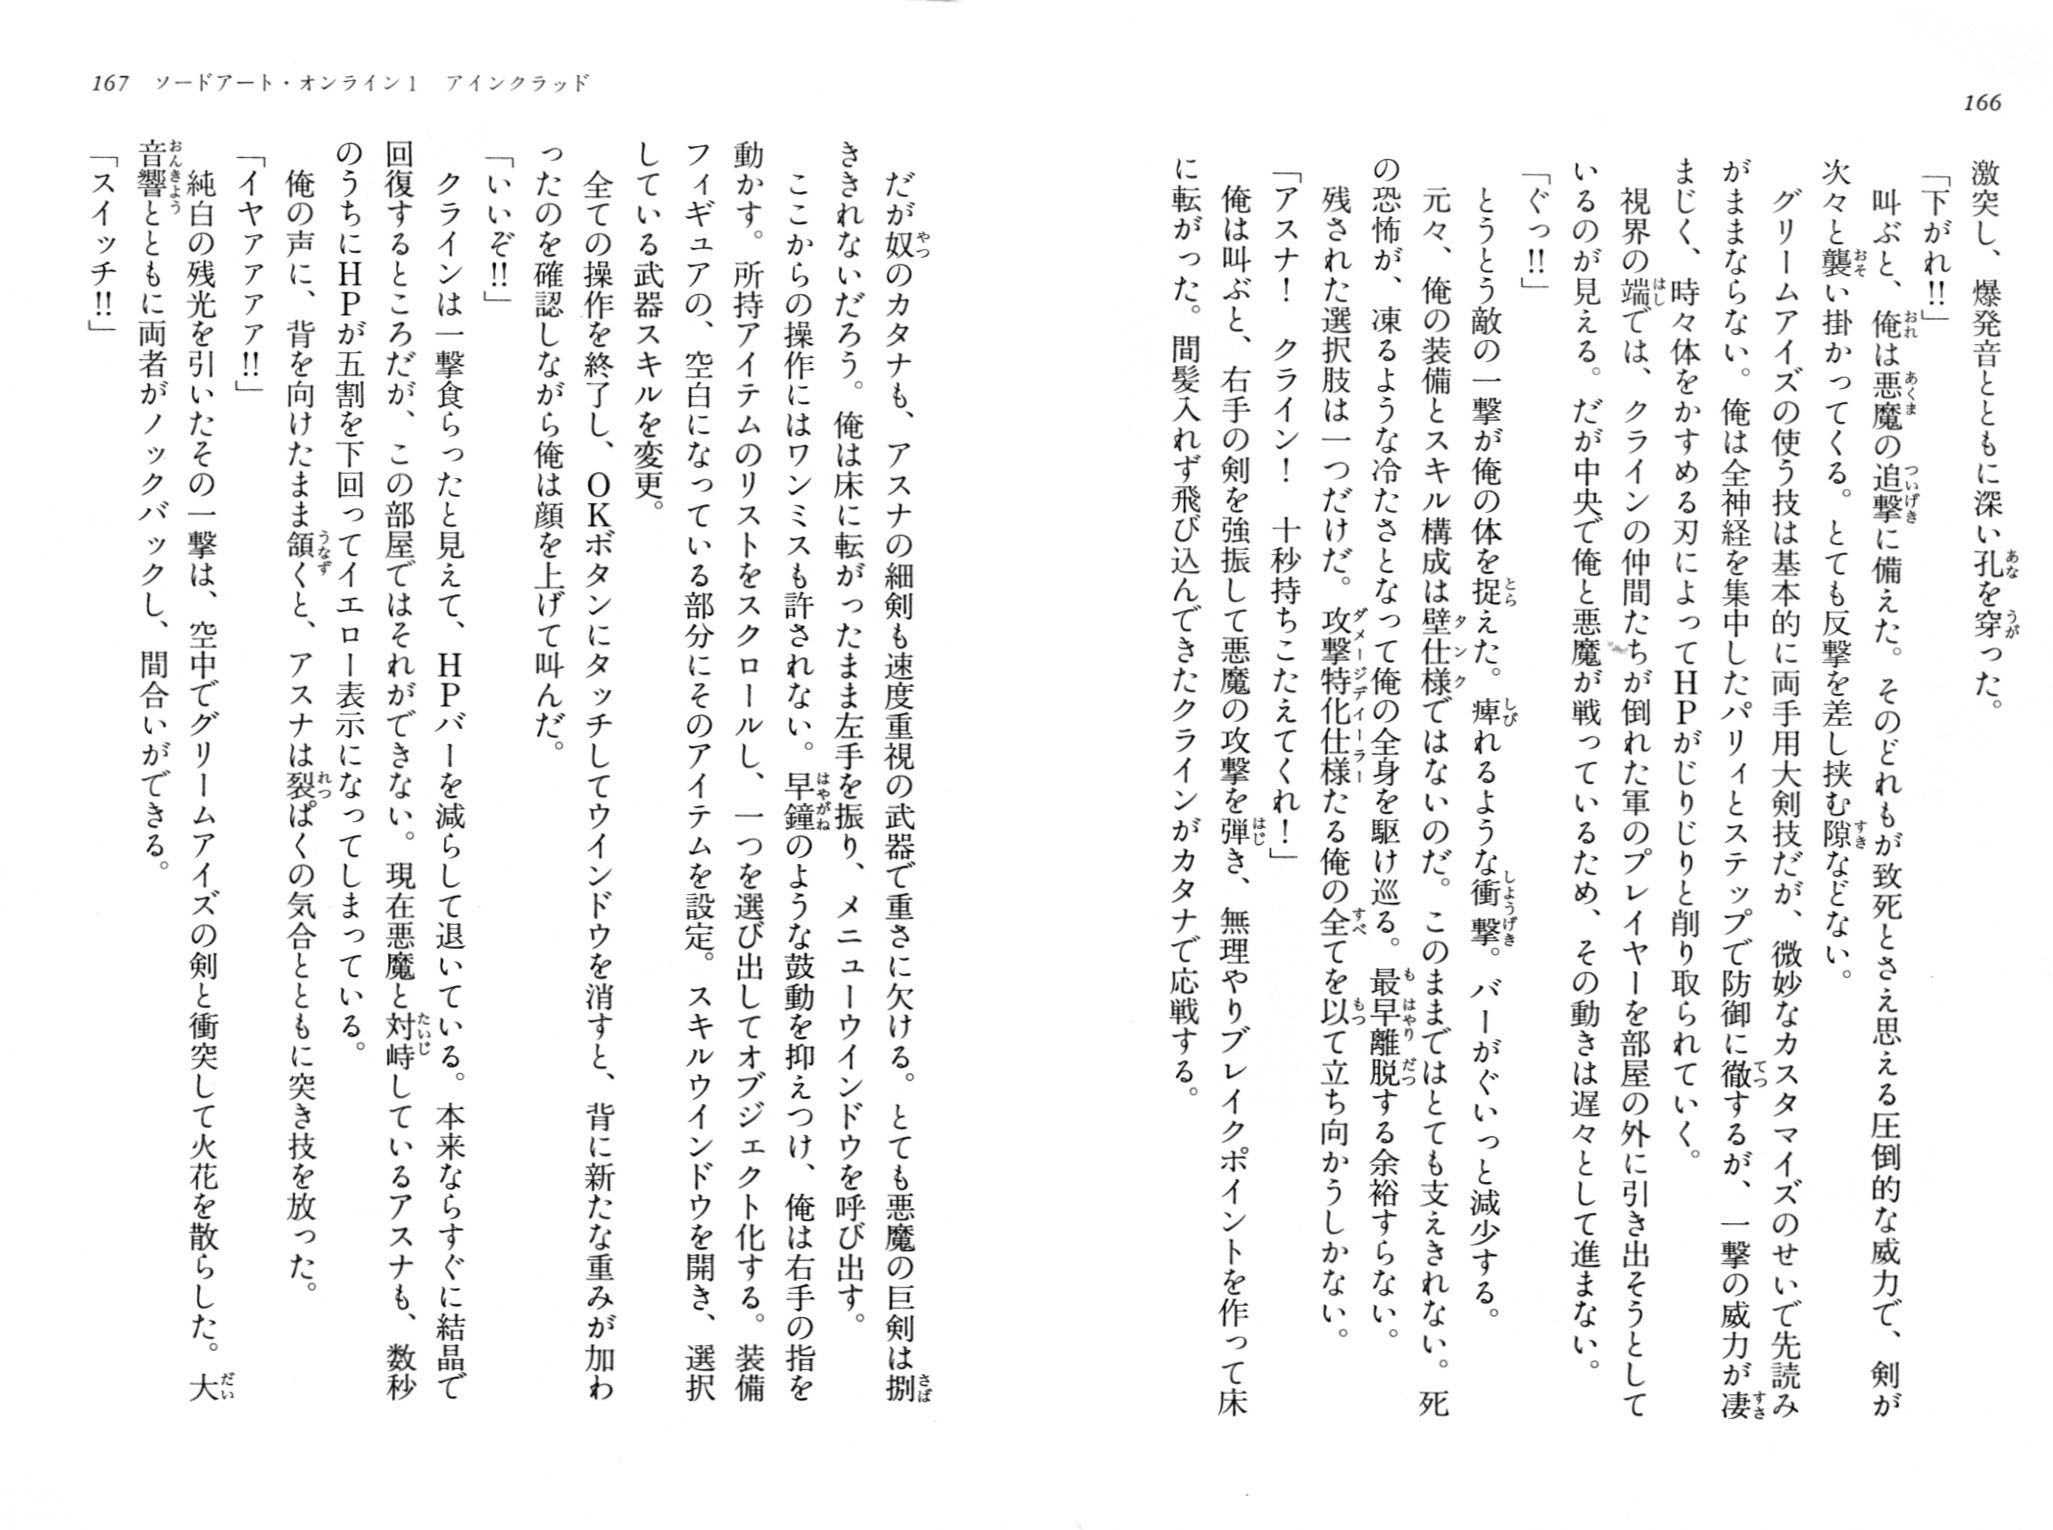 166
激突し、爆発音とともに深い孔を穿った。
「下がれ!!」
叫ぶと、俺は悪魔の追撃に備えた。そのどれもが致死とさえ思える圧倒的な威力で、剣が
次々と襲い掛かってくる。とても反撃を差し挟む隙などない。
グリームアイズの使う技は基本的に両手用大剣技だが、微妙なカスタマイズのせいで先読み
がままならない。俺は全神経を集中したパリィとステップで防御に徹するが、一撃の威力が凄
まじく、時々体をかすめる刃によってHPがじりじりと削り取られていく。
視界の端では、クラインの仲間たちが倒れた軍のプレイヤーを部屋の外に引き出そうとして
いるのが見える。だが中央で俺と悪魔が戦っているため、その動きは遅々として進まない。
「ぐっ!!」
とうとう敵の一撃が俺の体を捉えた。痺れるような衝撃。バーがぐいっと減少する。
元々、俺の装備とスキル構成は壁仕様ではないのだ。このままではとても支えきれない。死
の恐怖が、凍るような冷たさとなって俺の全身を駆け巡る。最早離脱する余裕すらない。
残された選択肢は一つだけだ。攻撃特化仕様たる俺の全てを以て立ち向かうしかない。
「アスナ！　クライン！　十秒持ちこたえてくれ！」
俺は叫ぶと、右手の剣を強振して悪魔の攻撃を弾き、無理やりブレイクポイントを作って床
に転がった。間髪入れず飛び込んできたクラインがカタナで応戦する。
167　ソードアート・オンライン1　アインクラッド
だが奴のカタナも、アスナの細剣も速度重視の武器で重さに欠ける。とても悪魔の巨剣は捌
ききれないだろう。俺は床に転がったまま左手を振り、メニューウインドウを呼び出す。
ここからの操作にはワンミスも許されない。早鐘のような鼓動を抑えつけ、俺は右手の指を
動かす。所持アイテムのリストをスクロールし、一つを選び出してオブジェクト化する。装備
フィギュアの、空白になっている部分にそのアイテムを設定。スキルウインドウを開き、選択
している武器スキルを変更。
全ての操作を終了し、OKボタンにタッチしてウインドウを消すと、背に新たな重みが加わ
ったのを確認しながら俺は顔を上げて叫んだ。
「いいぞ!!」
クラインは一撃食らったと見えて、HPバーを減らして退いている。本来ならすぐに結晶で
回復するところだが、この部屋ではそれができない。現在悪魔と対峙しているアスナも、数秒
のうちにHPが五割を下回ってイエロー表示になってしまっている。
俺の声に、背を向けたまま頷くと、アスナは裂ぱくの気合とともに突き技を放った。
「イヤアアアア!!」
純白の残光を引いたその一撃は、空中でグリームアイズの剣と衝突して火花を散らした。大
音響とともに両者がノックバックし、間合いができる。
「スイッチ!!」